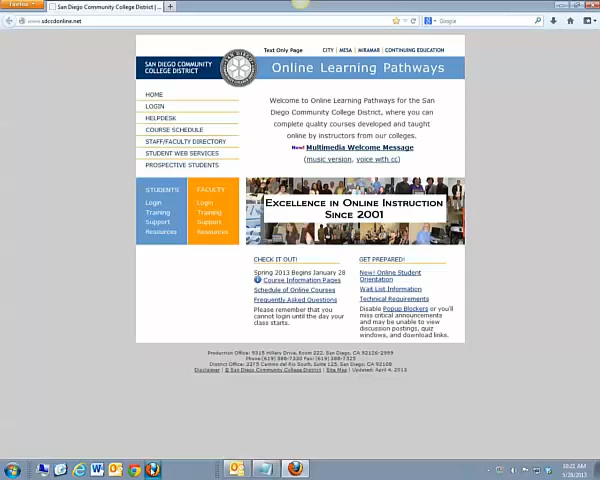 Firefox
San Diego Community College District | ...
www.sdccdonline.net
Google
Text Only Page
CITY | MESA | MIRAMAR | CONTINUING EDUCATION
SAN DIEGO COMMUNITY
COLLEGE DISTRICT
Online Learning Pathways
HOME
LOGIN
HELPDESK
COURSE SCHEDULE
STAFF/FACULTY DIRECTORY
STUDENT WEB SERVICES
PROSPECTIVE STUDENTS
Welcome to Online Learning Pathways for the San
Diego Community College District, where you can
complete quality courses developed and taught
online by instructors from our colleges.
New! Multimedia Welcome Message
(music version, voice with cc)
STUDENTS
Login
Training
Support
Resources
FACULTY
Login
Training
Support
Resources
EXCELLENCE IN ONLINE INSTRUCTION
SINCE 2001
CHECK IT OUT!
Spring 2013 Begins January 28
Course Information Pages
Schedule of Online Courses
Frequently Asked Questions
Please remember that you
cannot login until the day your
class starts.
GET PREPARED!
New! Online Student
Orientation
Wait List Information
Technical Requirements
Disable Popup Blockers or you'll
miss critical announcements
and may be unable to view
discussion postings, quiz
windows, and download links.
Production Office: 9315 Hillery Drive, Room 222, San Diego, CA 92126-2999
Phone (619) 388-7330 Fax: (619) 388-7325
District Office: 3375 Camino del Rio South, Suite 125, San Diego, CA 92108
Disclaimer | © San Diego Community College District | Site Map | Updated: April 4, 2013
10:21 AM
5/28/2013